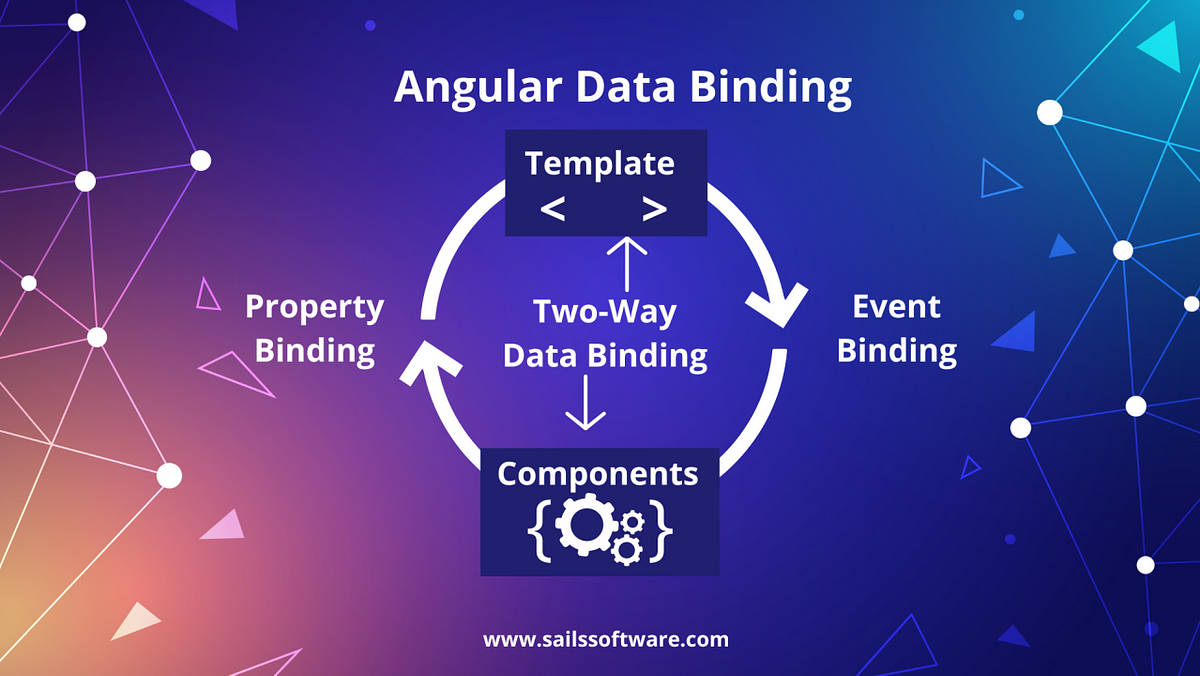 Angular Data Binding
Template
< >
Property
Binding
Two-Way
Data Binding
Event
Binding
Components
{ }
www.sailssoftware.com